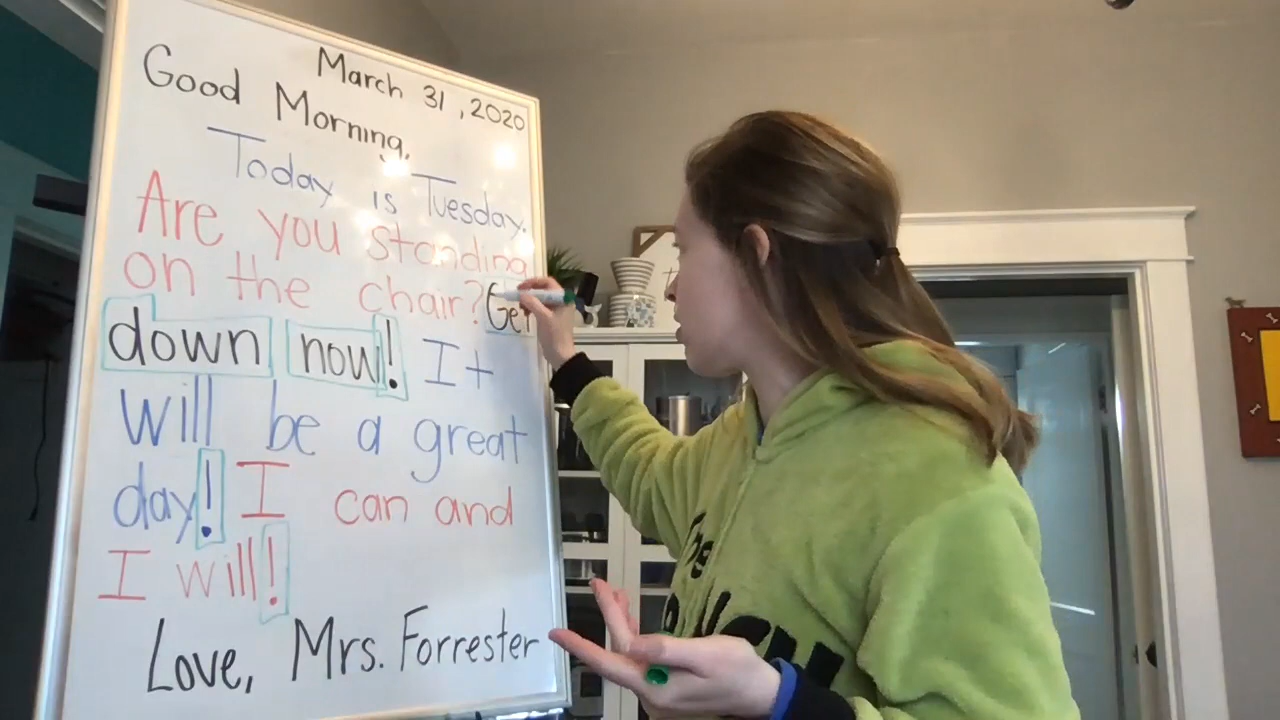 March 31, 2020
Good Morning,
Today is Tuesday.
Are you standing
on the chair? Get
down now! It
will be a great
day! I can and
I will!
Love, Mrs. Forrester